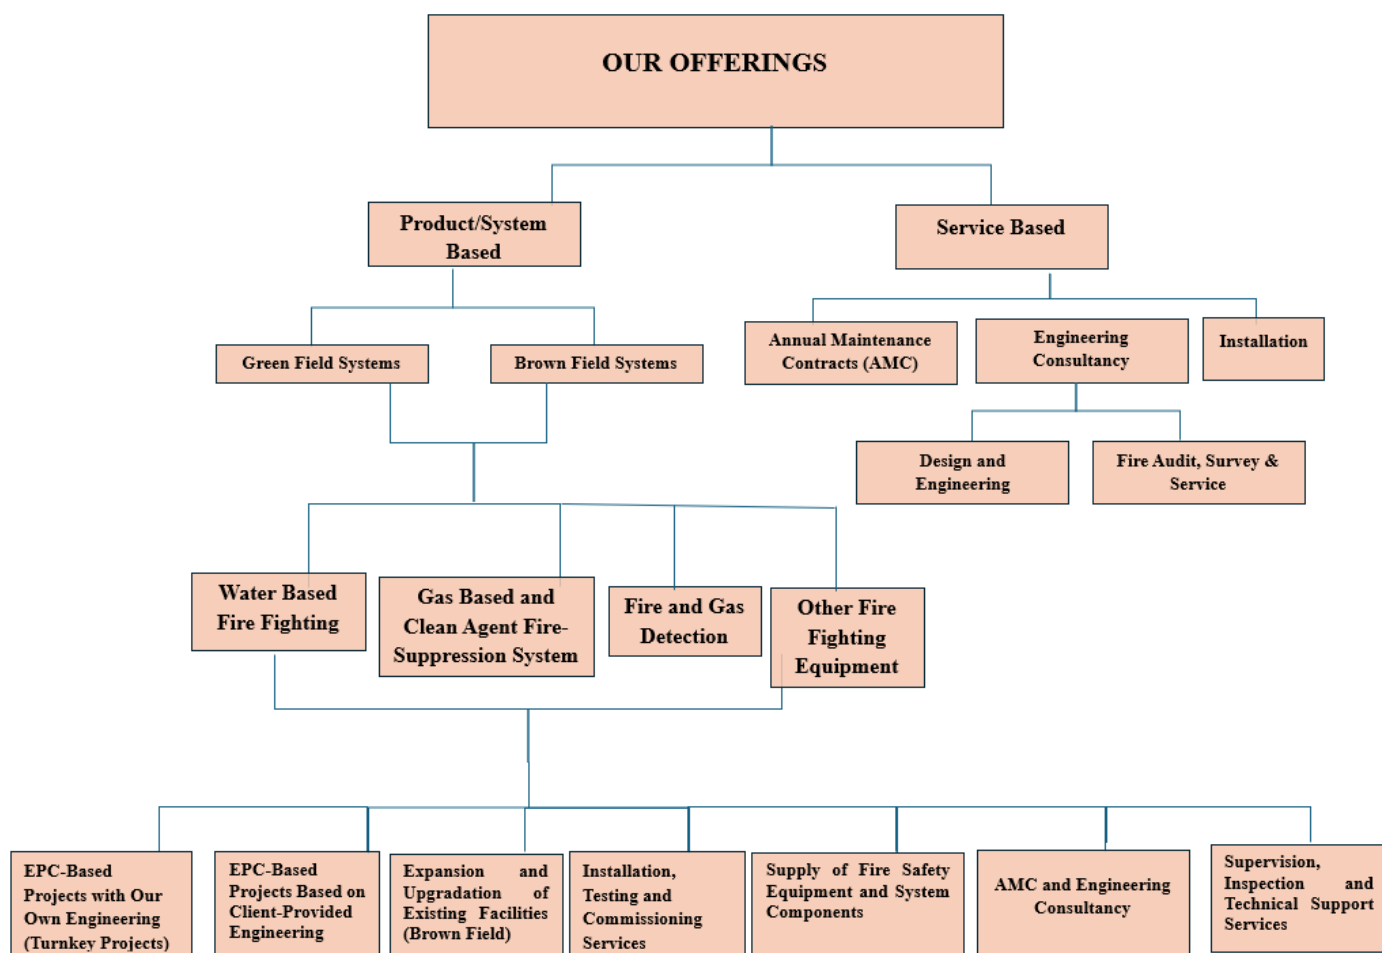 OUR OFFERINGS
Product/System
Based
Service Based
Green Field Systems
Brown Field Systems
Annual Maintenance
Contracts (AMC)
Engineering
Consultancy
Installation
Design and
Engineering
Fire Audit, Survey &
Service
Water Based
Fire Fighting
Gas Based and
Clean Agent Fire-
Suppression System
Fire and Gas
Detection
Other Fire
Fighting
Equipment
EPC-Based
Projects with Our
Own Engineering
(Turnkey Projects)
EPC-Based
Projects Based on
Client-Provided
Engineering
Expansion and
Upgradation of
Existing Facilities
(Brown Field)
Installation,
Testing and
Commissioning
Services
Supply of Fire Safety
Equipment and System
Components
AMC and Engineering
Consultancy
Supervision,
Inspection and
Technical Support
Services